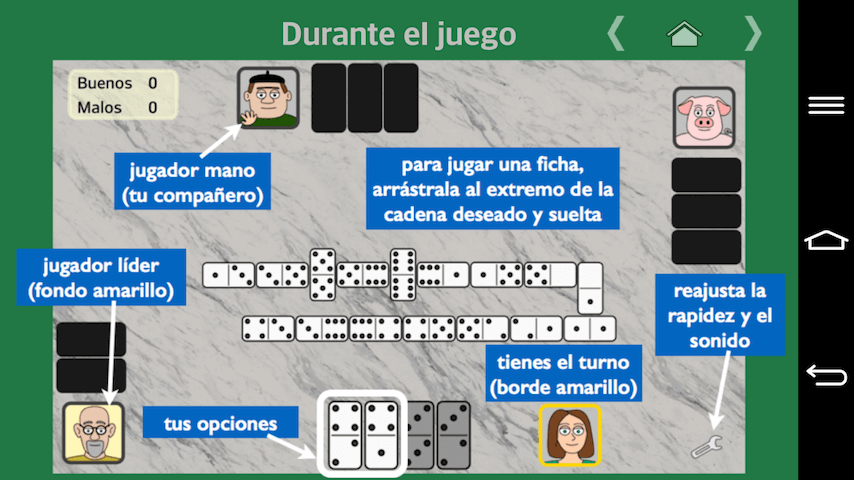 Durante el juego
Buenos 0
Malos 0
jugador mano
(tu compañero)
para jugar una ficha,
arrástrala al extremo de la
cadena deseado y suelta
jugador líder
(fondo amarillo)
reajusta la
rapidez y el
sonido
tienes el turno
(borde amarillo)
tus opciones